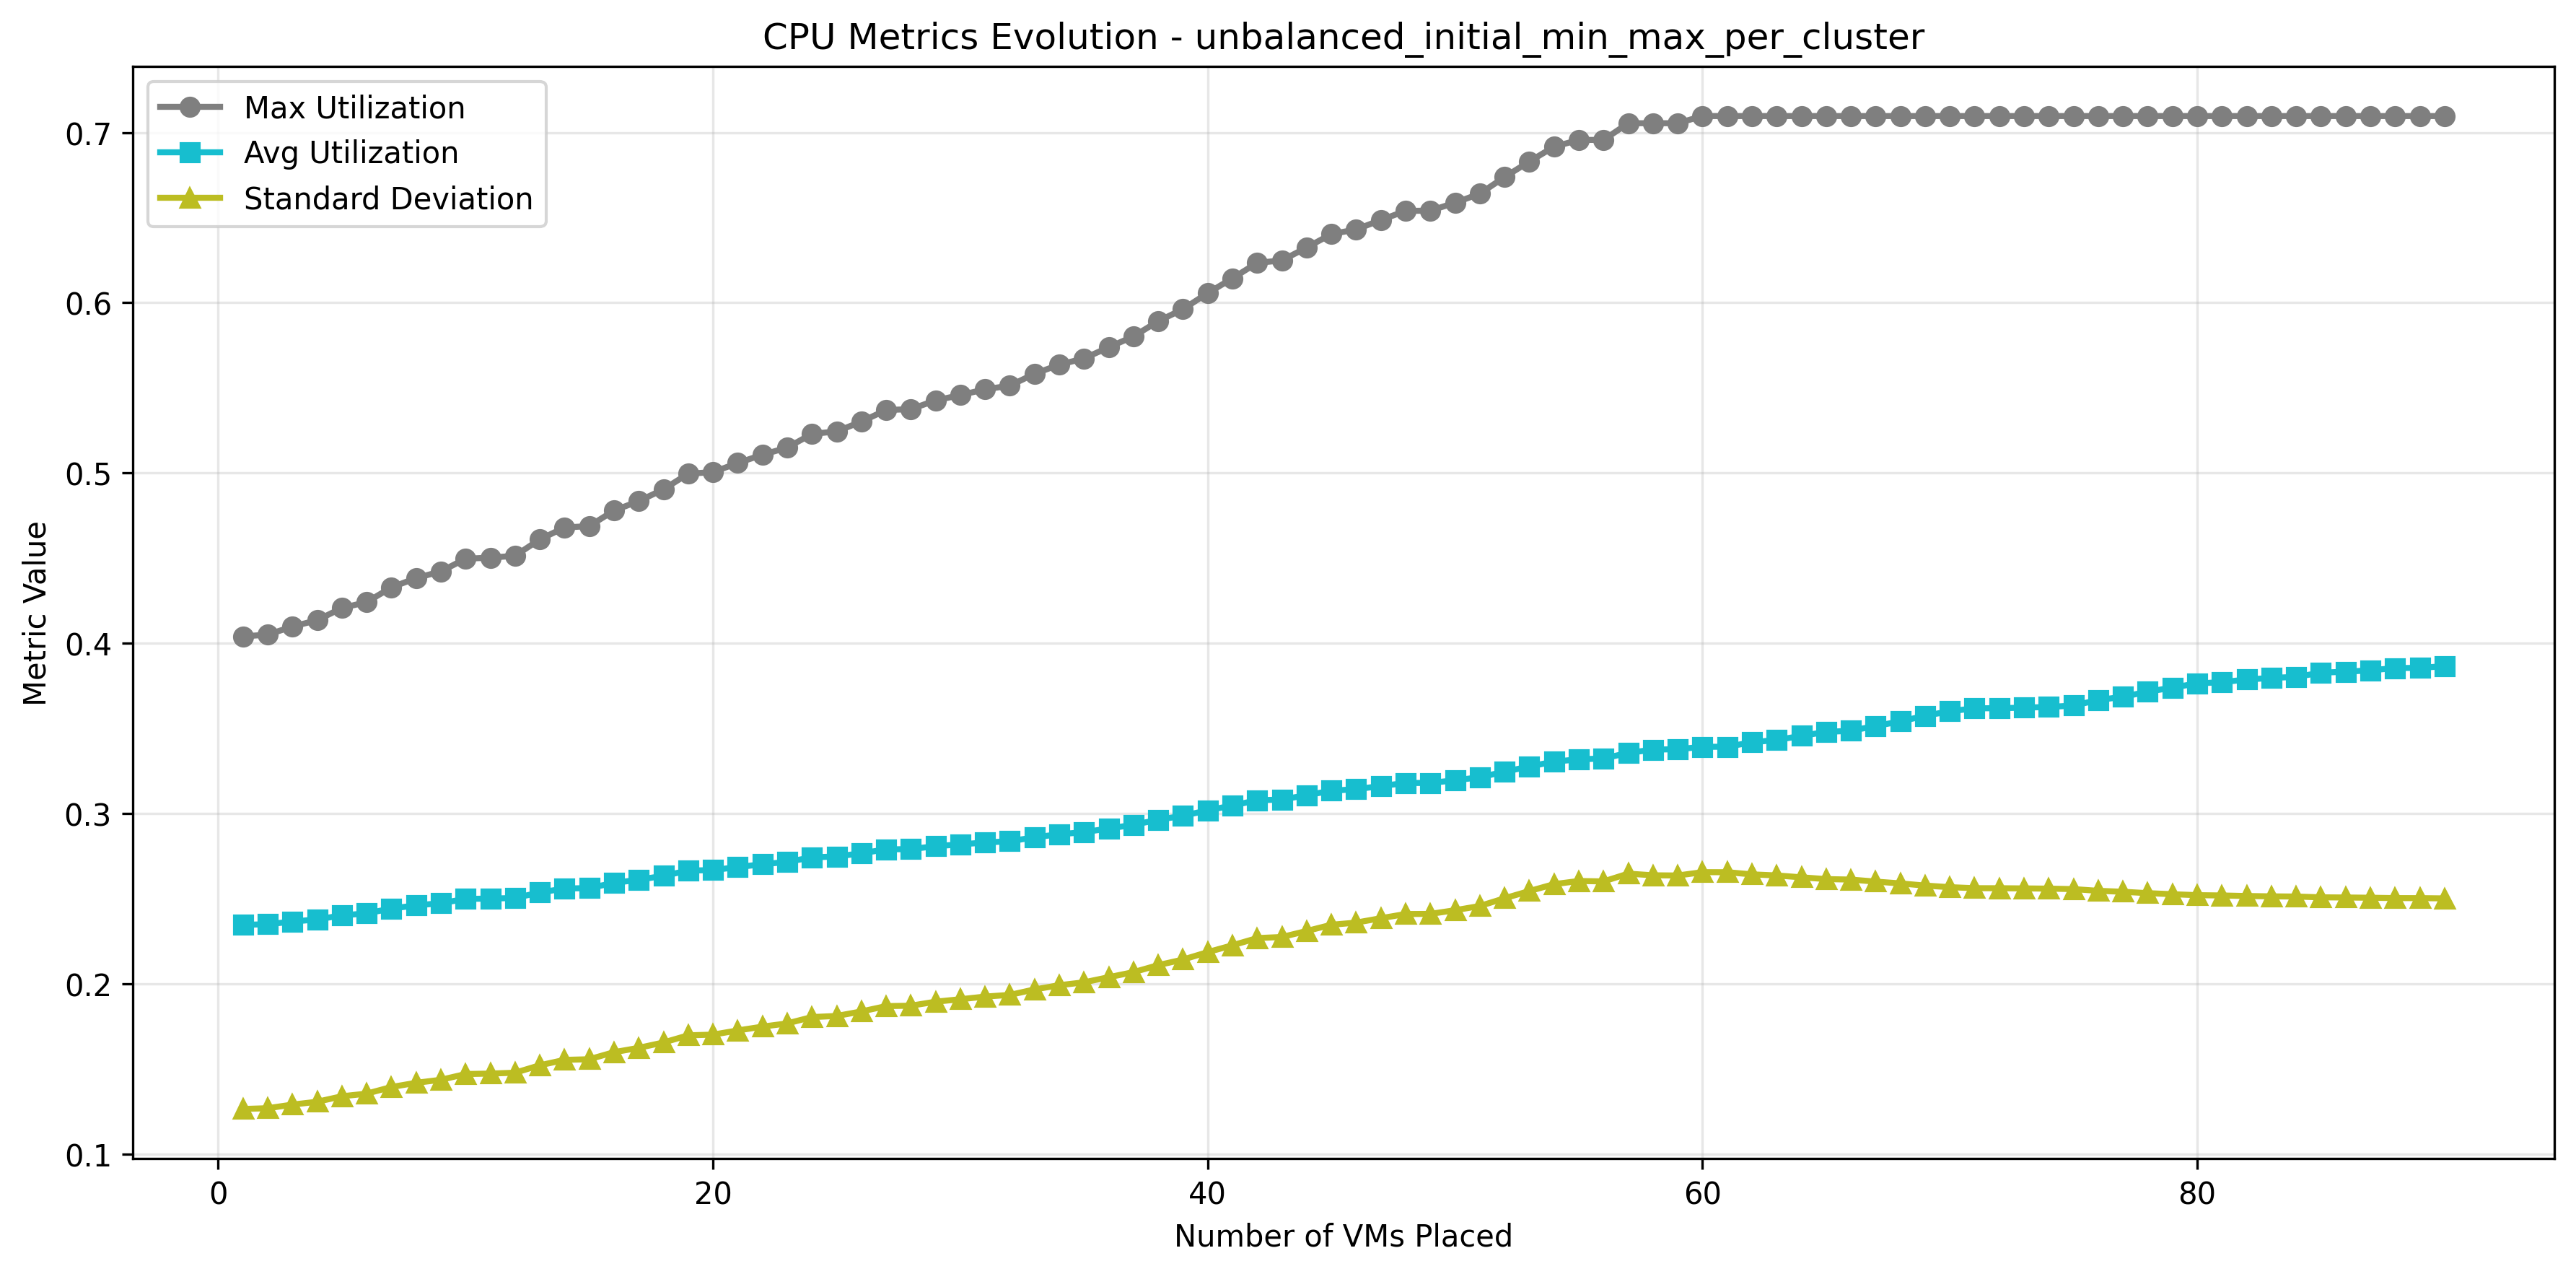 CPU Metrics Evolution - unbalanced_initial_min_max_per_cluster
Max Utilization
Avg Utilization
Standard Deviation
Metric Value
0.7
0.6
0.5
0.4
0.3
0.2
0.1
0 20 40 60 80
Number of VMs Placed